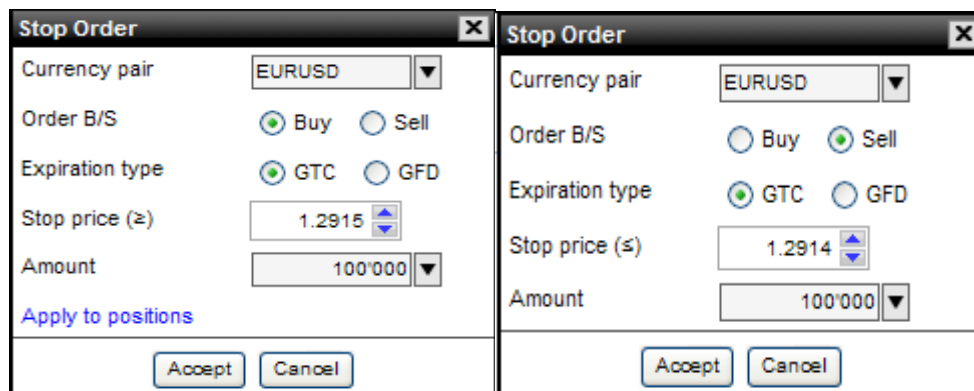 Stop Order
Currency pair EURUSD
Order B/S Buy Sell
Expiration type GTC GFD
Stop price (≥) 1.2915
Amount 100'000
Apply to positions
Accept Cancel
Stop Order
Currency pair EURUSD
Order B/S Buy Sell
Expiration type GTC GFD
Stop price (≤) 1.2914
Amount 100'000
Accept Cancel